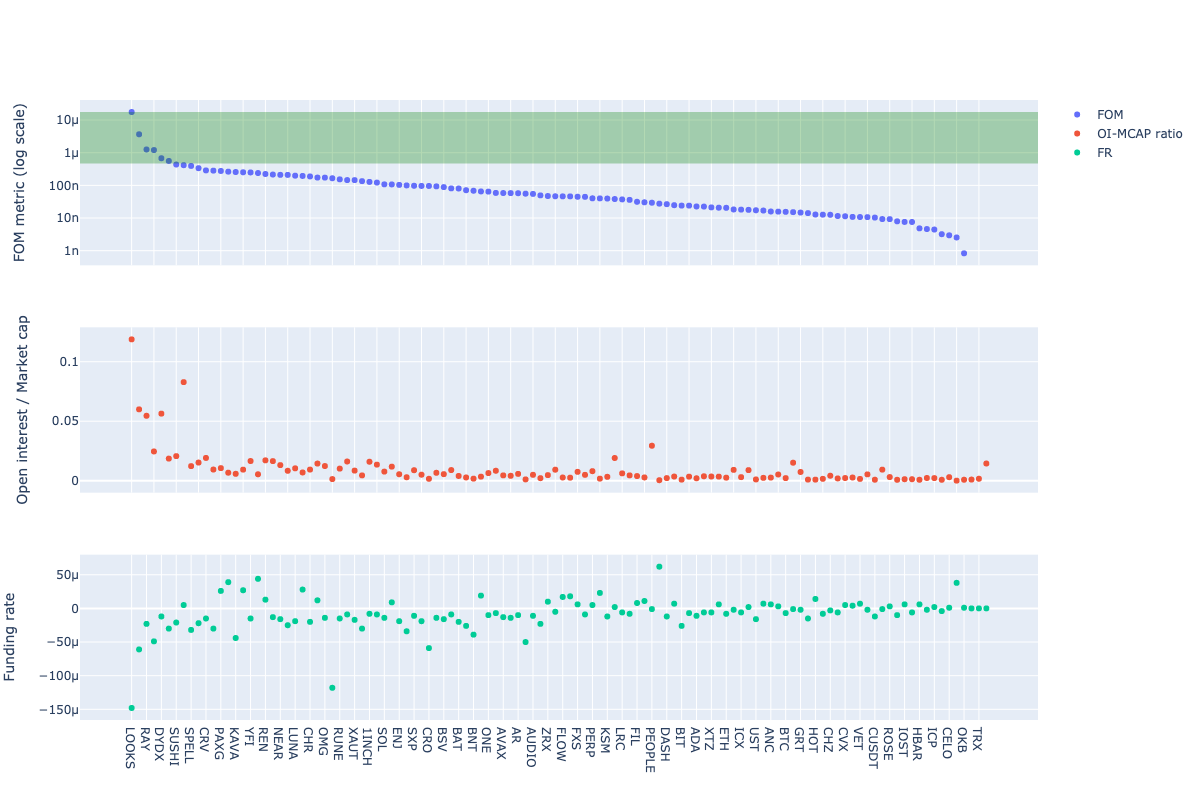 FOM metric (log scale)
10μ
1μ
100n
10n
1n
FOM
OI-MCAP ratio
FR
Open interest / Market cap
0.1
0.05
0
Funding rate
50μ
0
−50μ
−100μ
−150μ
LOOKS
RAY
DYDX
SUSHI
SPELL
CRV
PAXG
KAVA
YFI
REN
NEAR
LUNA
CHR
OMG
RUNE
XAUT
1INCH
SOL
ENJ
SXP
CRO
BSV
BAT
BNT
ONE
AVAX
AR
AUDIO
ZRX
FLOW
FXS
PERP
KSM
LRC
FIL
PEOPLE
DASH
BIT
ADA
XTZ
ETH
ICX
UST
ANC
BTC
GRT
HOT
CHZ
CVX
VET
CUSDT
ROSE
IOST
HBAR
ICP
CELO
OKB
TRX